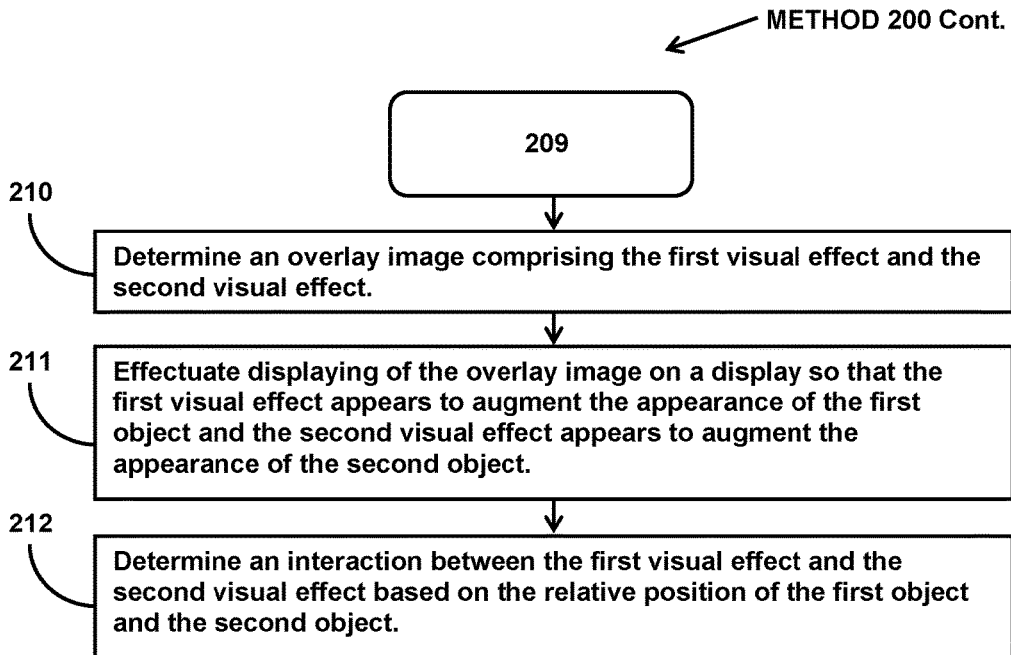 METHOD 200 Cont.
209
210
Determine an overlay image comprising the first visual effect and the
second visual effect.
211
Effectuate displaying of the overlay image on a display so that the
first visual effect appears to augment the appearance of the first
object and the second visual effect appears to augment the
appearance of the second object.
212
Determine an interaction between the first visual effect and the
second visual effect based on the relative position of the first object
and the second object.